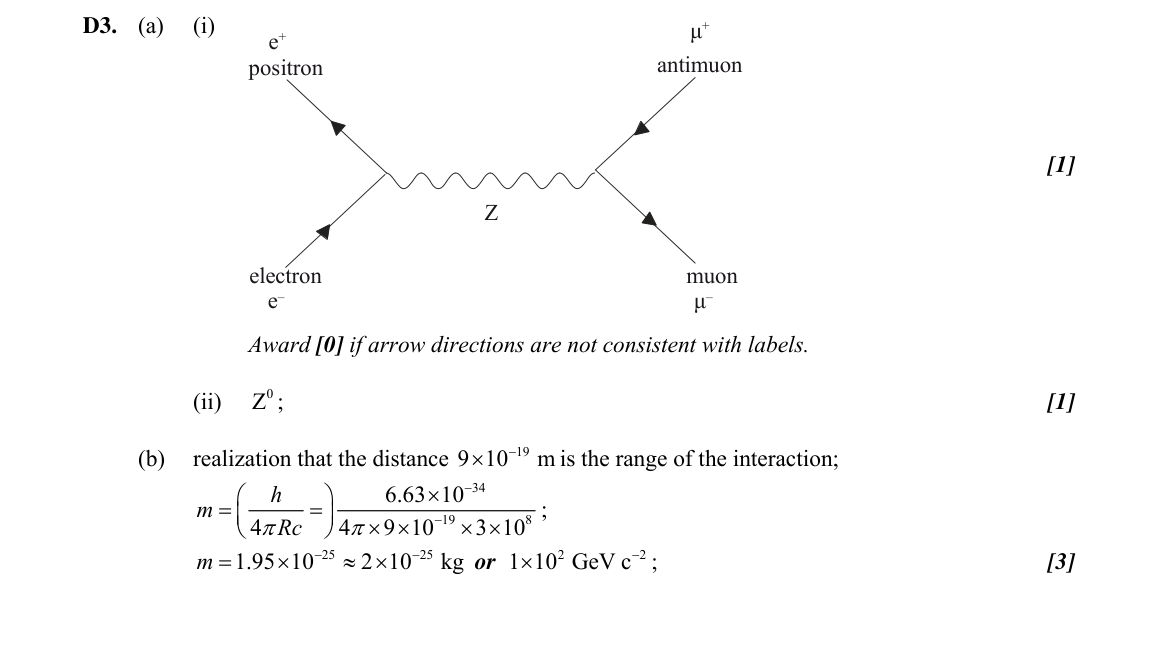 D3. (a) (i)
e⁺ μ⁺
positron antimuon
[1]
Z
electron muon
e⁻ μ⁻
Award [0] if arrow directions are not consistent with labels.
(ii) Z⁰; [1]
(b) realization that the distance 9×10⁻¹⁹ m is the range of the interaction;
m = (h / 4πRc =) 6.63×10⁻³⁴ / 4π×9×10⁻¹⁹×3×10⁸ ;
m = 1.95×10⁻²⁵ ≈ 2×10⁻²⁵ kg or 1×10² GeV c⁻² ; [3]